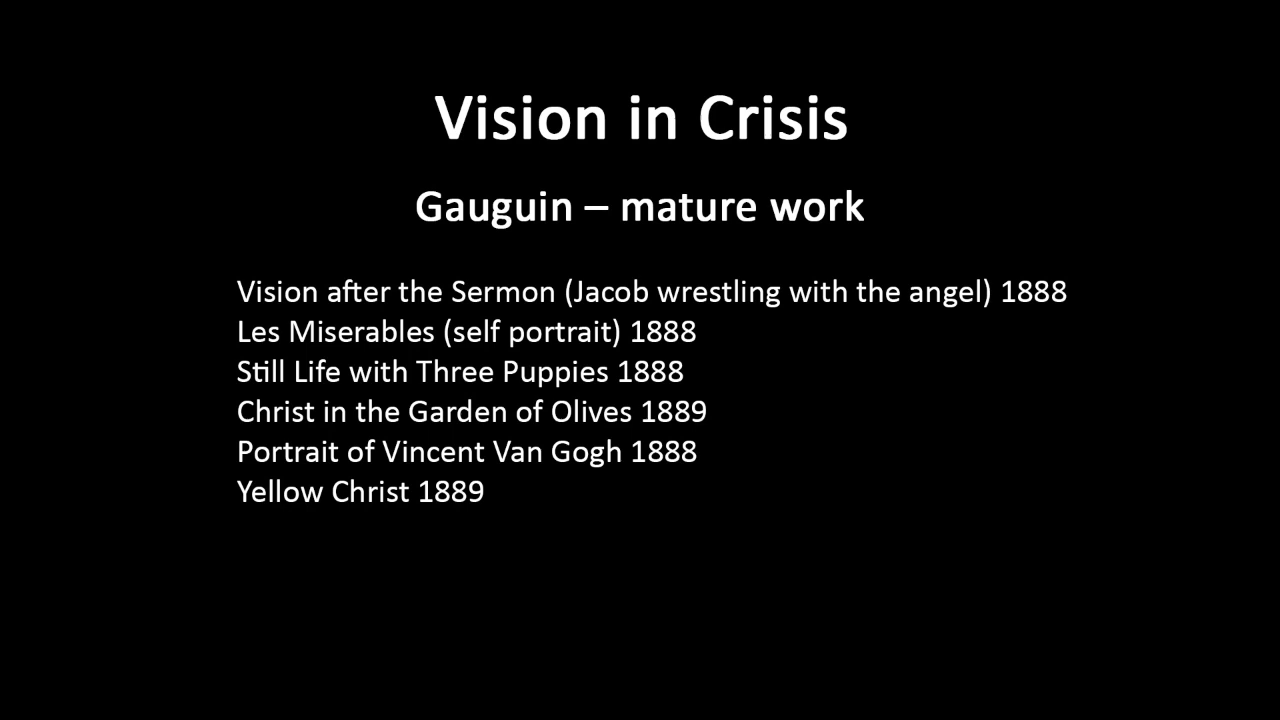 Vision in Crisis
Gauguin – mature work
Vision after the Sermon (Jacob wrestling with the angel) 1888
Les Miserables (self portrait) 1888
Still Life with Three Puppies 1888
Christ in the Garden of Olives 1889
Portrait of Vincent Van Gogh 1888
Yellow Christ 1889